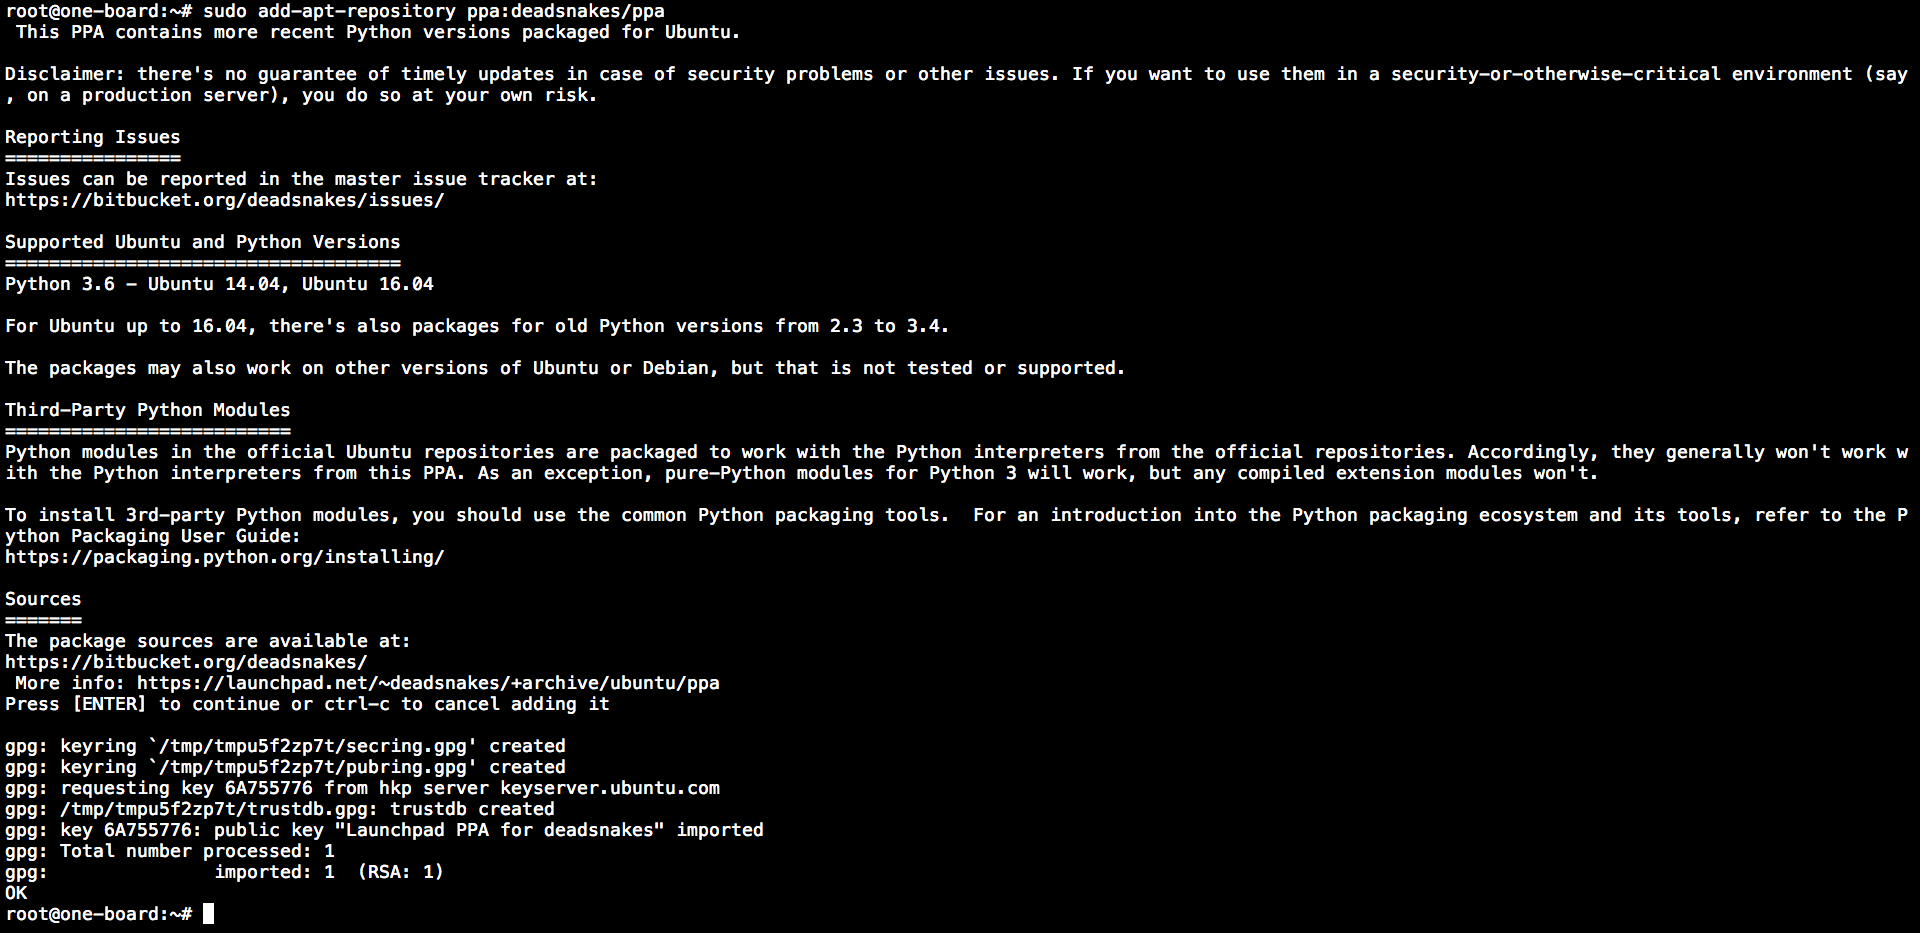 root@one-board:~# sudo add-apt-repository ppa:deadsnakes/ppa
 This PPA contains more recent Python versions packaged for Ubuntu.

Disclaimer: there's no guarantee of timely updates in case of security problems or other issues. If you want to use them in a security-or-otherwise-critical environment (say
, on a production server), you do so at your own risk.

Reporting Issues
================
Issues can be reported in the master issue tracker at:
https://bitbucket.org/deadsnakes/issues/

Supported Ubuntu and Python Versions
====================================
Python 3.6 - Ubuntu 14.04, Ubuntu 16.04

For Ubuntu up to 16.04, there's also packages for old Python versions from 2.3 to 3.4.

The packages may also work on other versions of Ubuntu or Debian, but that is not tested or supported.

Third-Party Python Modules
==========================
Python modules in the official Ubuntu repositories are packaged to work with the Python interpreters from the official repositories. Accordingly, they generally won't work w
ith the Python interpreters from this PPA. As an exception, pure-Python modules for Python 3 will work, but any compiled extension modules won't.

To install 3rd-party Python modules, you should use the common Python packaging tools.  For an introduction into the Python packaging ecosystem and its tools, refer to the P
ython Packaging User Guide:
https://packaging.python.org/installing/

Sources
=======
The package sources are available at:
https://bitbucket.org/deadsnakes/
 More info: https://launchpad.net/~deadsnakes/+archive/ubuntu/ppa
Press [ENTER] to continue or ctrl-c to cancel adding it

gpg: keyring `/tmp/tmpu5f2zp7t/secring.gpg' created
gpg: keyring `/tmp/tmpu5f2zp7t/pubring.gpg' created
gpg: requesting key 6A755776 from hkp server keyserver.ubuntu.com
gpg: /tmp/tmpu5f2zp7t/trustdb.gpg: trustdb created
gpg: key 6A755776: public key "Launchpad PPA for deadsnakes" imported
gpg: Total number processed: 1
gpg:               imported: 1  (RSA: 1)
OK
root@one-board:~#